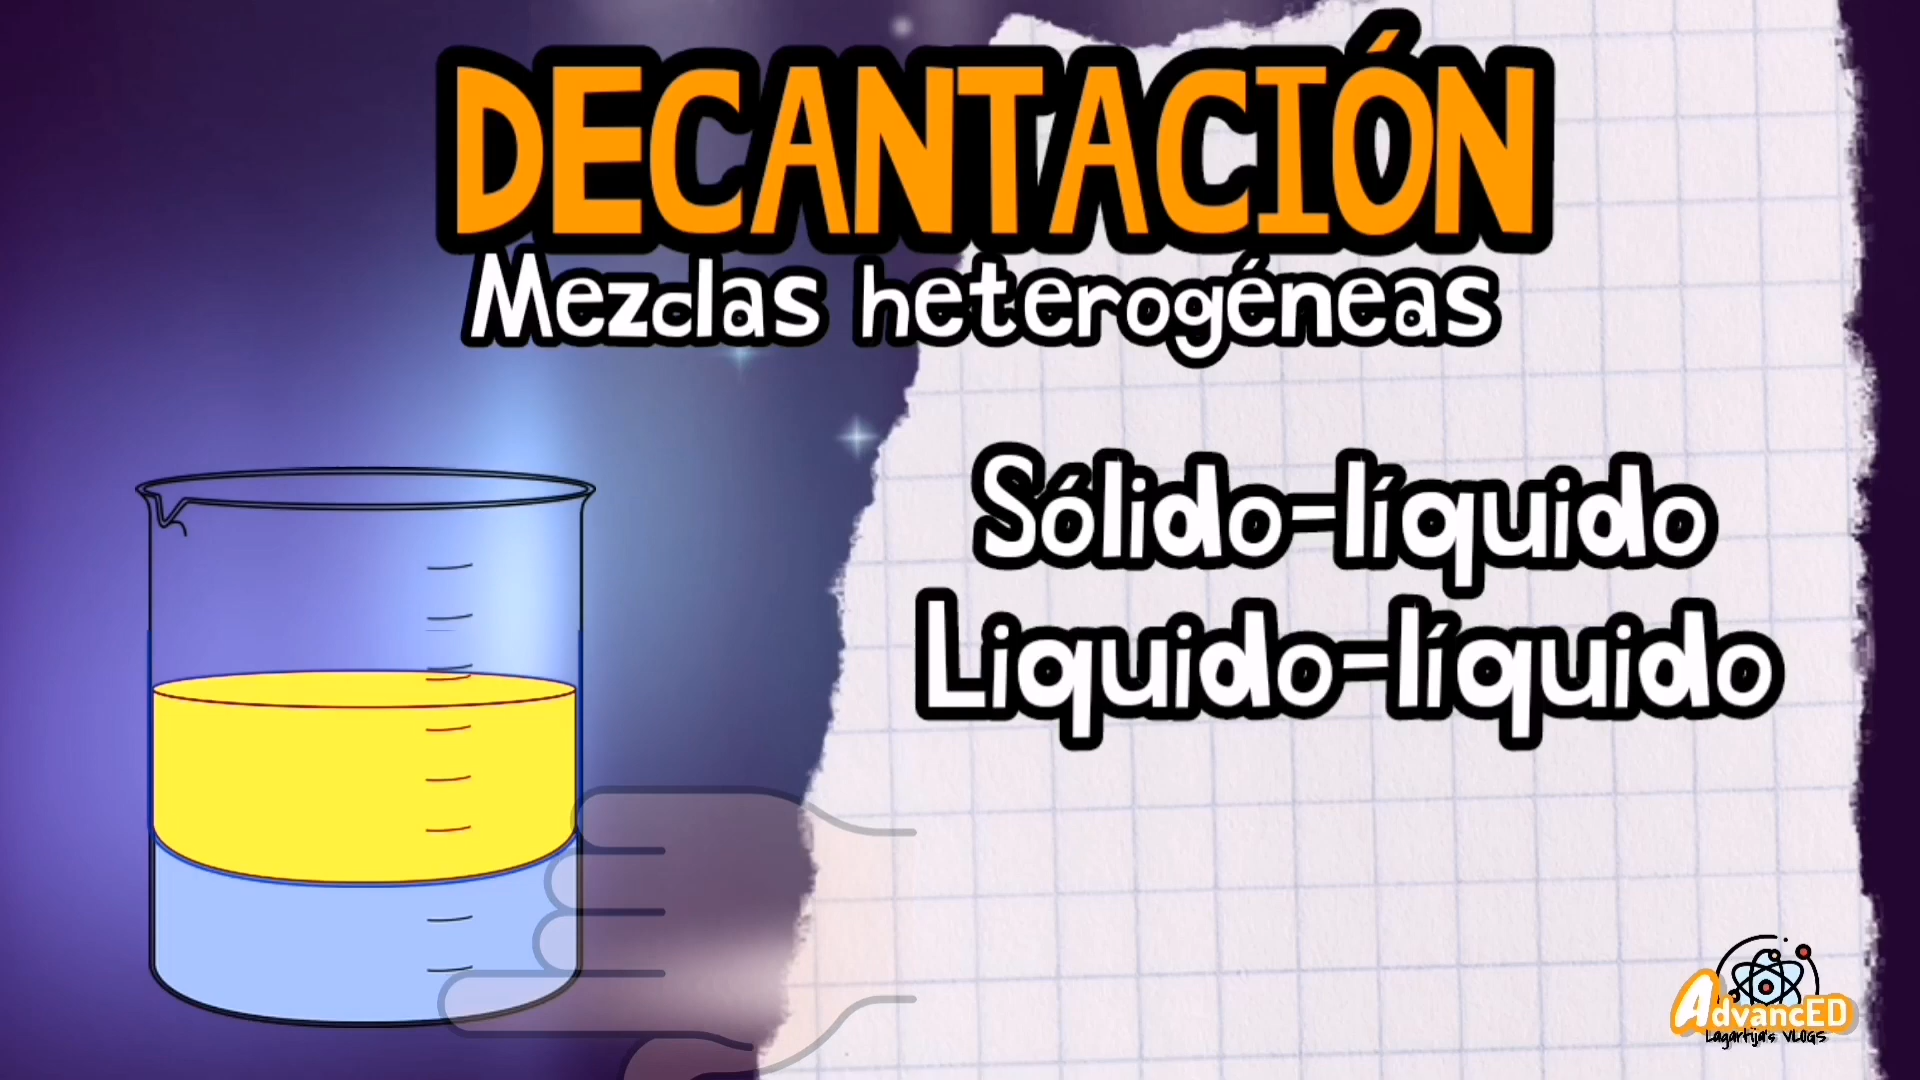 DECANTACIÓN
Mezclas heterogéneas
Sólido-líquido
Liquido-líquido
AdvancED
Lagartija's VLOGS